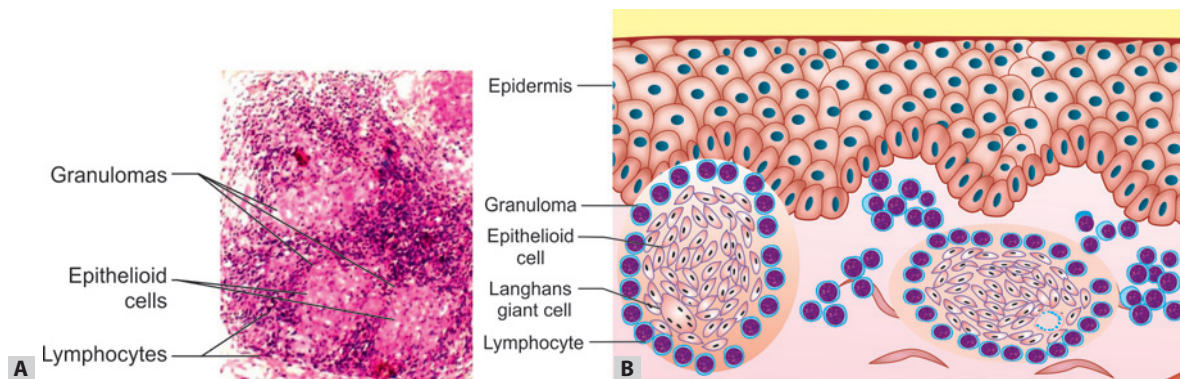 Granulomas
Epithelioid
cells
Lymphocytes
A
Epidermis
Granuloma
Epithelioid
cell
Langhans
giant cell
Lymphocyte
B